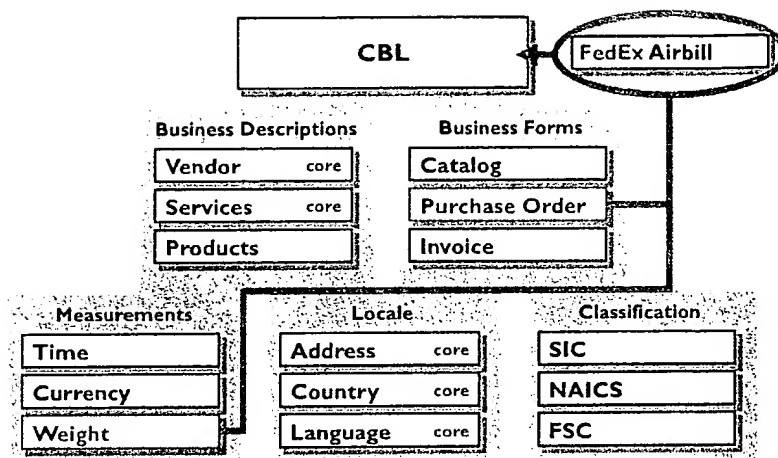 CBL
FedEx Airbill
Business Descriptions
Vendor core
Services core
Products
Business Forms
Catalog
Purchase Order
Invoice
Measurements
Time
Currency
Weight
Locale
Address core
Country core
Language core
Classification
SIC
NAICS
FSC